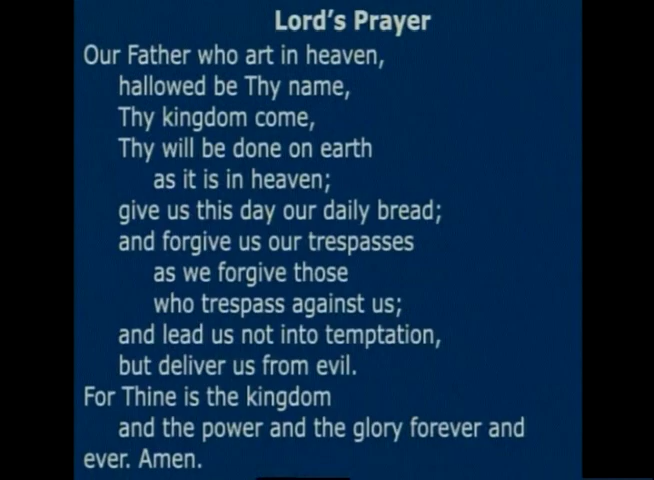 Lord's Prayer
Our Father who art in heaven,
hallowed be Thy name,
Thy kingdom come,
Thy will be done on earth
as it is in heaven;
give us this day our daily bread;
and forgive us our trespasses
as we forgive those
who trespass against us;
and lead us not into temptation,
but deliver us from evil.
For Thine is the kingdom
and the power and the glory forever and
ever. Amen.